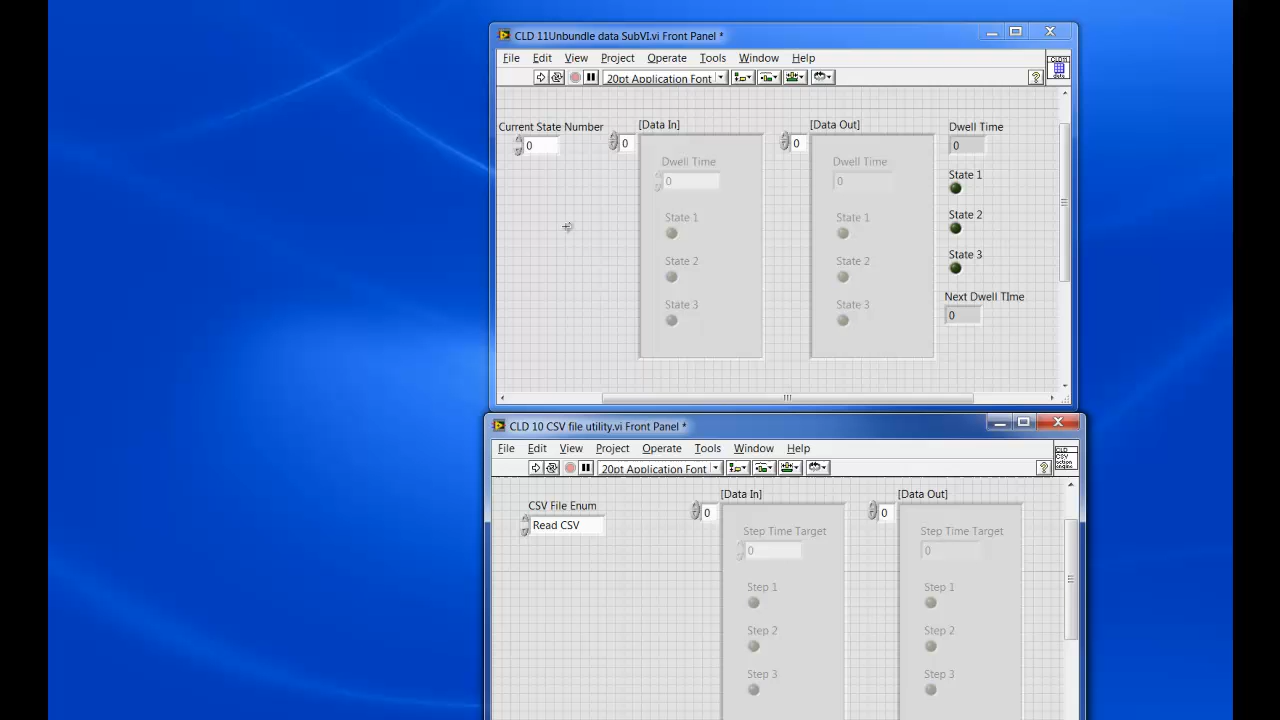 CLD 11Unbundle data SubVI.vi Front Panel *
File Edit View Project Operate Tools Window Help
20pt Application Font
?
Current State Number
0
[Data In]
0
Dwell Time
0
State 1
State 2
State 3
[Data Out]
0
Dwell Time
0
State 1
State 2
State 3
Dwell Time
0
State 1
State 2
State 3
Next Dwell TIme
0
CLD 10 CSV file utility.vi Front Panel *
File Edit View Project Operate Tools Window Help
20pt Application Font
?
CLD
CSV
action
engine
CSV File Enum
Read CSV
[Data In]
0
Step Time Target
0
Step 1
Step 2
Step 3
[Data Out]
0
Step Time Target
0
Step 1
Step 2
Step 3